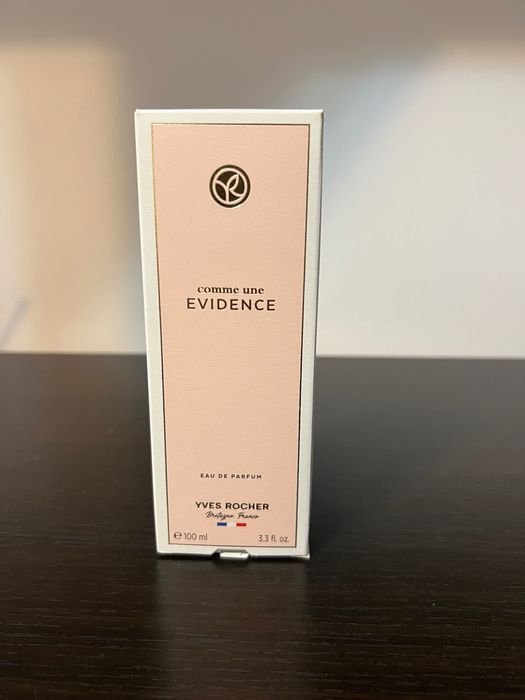 comme une
EVIDENCE
EAU DE PARFUM
YVES ROCHER
Bretagne, France
℮ 100 ml 3.3 fl. oz.